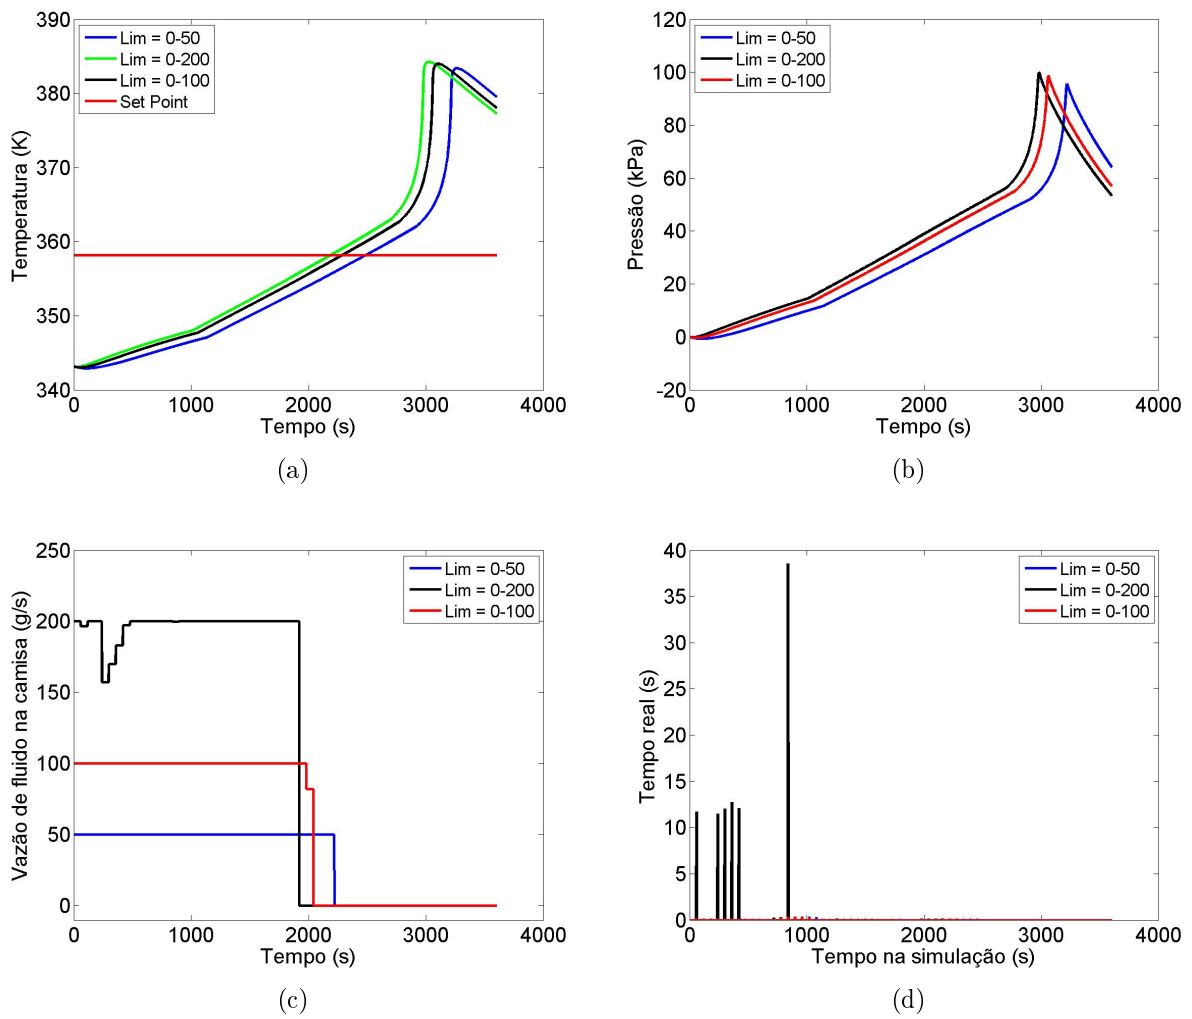 390
380
370
360
350
340
Temperatura (K)
Lim = 0-50
Lim = 0-200
Lim = 0-100
Set Point
0 1000 2000 3000 4000
Tempo (s)
(a)
120
100
80
60
40
20
0
-20
Pressão (kPa)
Lim = 0-50
Lim = 0-200
Lim = 0-100
0 1000 2000 3000 4000
Tempo (s)
(b)
250
200
150
100
50
0
Vazão de fluido na camisa (g/s)
Lim = 0-50
Lim = 0-200
Lim = 0-100
0 1000 2000 3000 4000
Tempo (s)
(c)
40
35
30
25
20
15
10
5
0
Tempo real (s)
Lim = 0-50
Lim = 0-200
Lim = 0-100
0 1000 2000 3000 4000
Tempo na simulação (s)
(d)